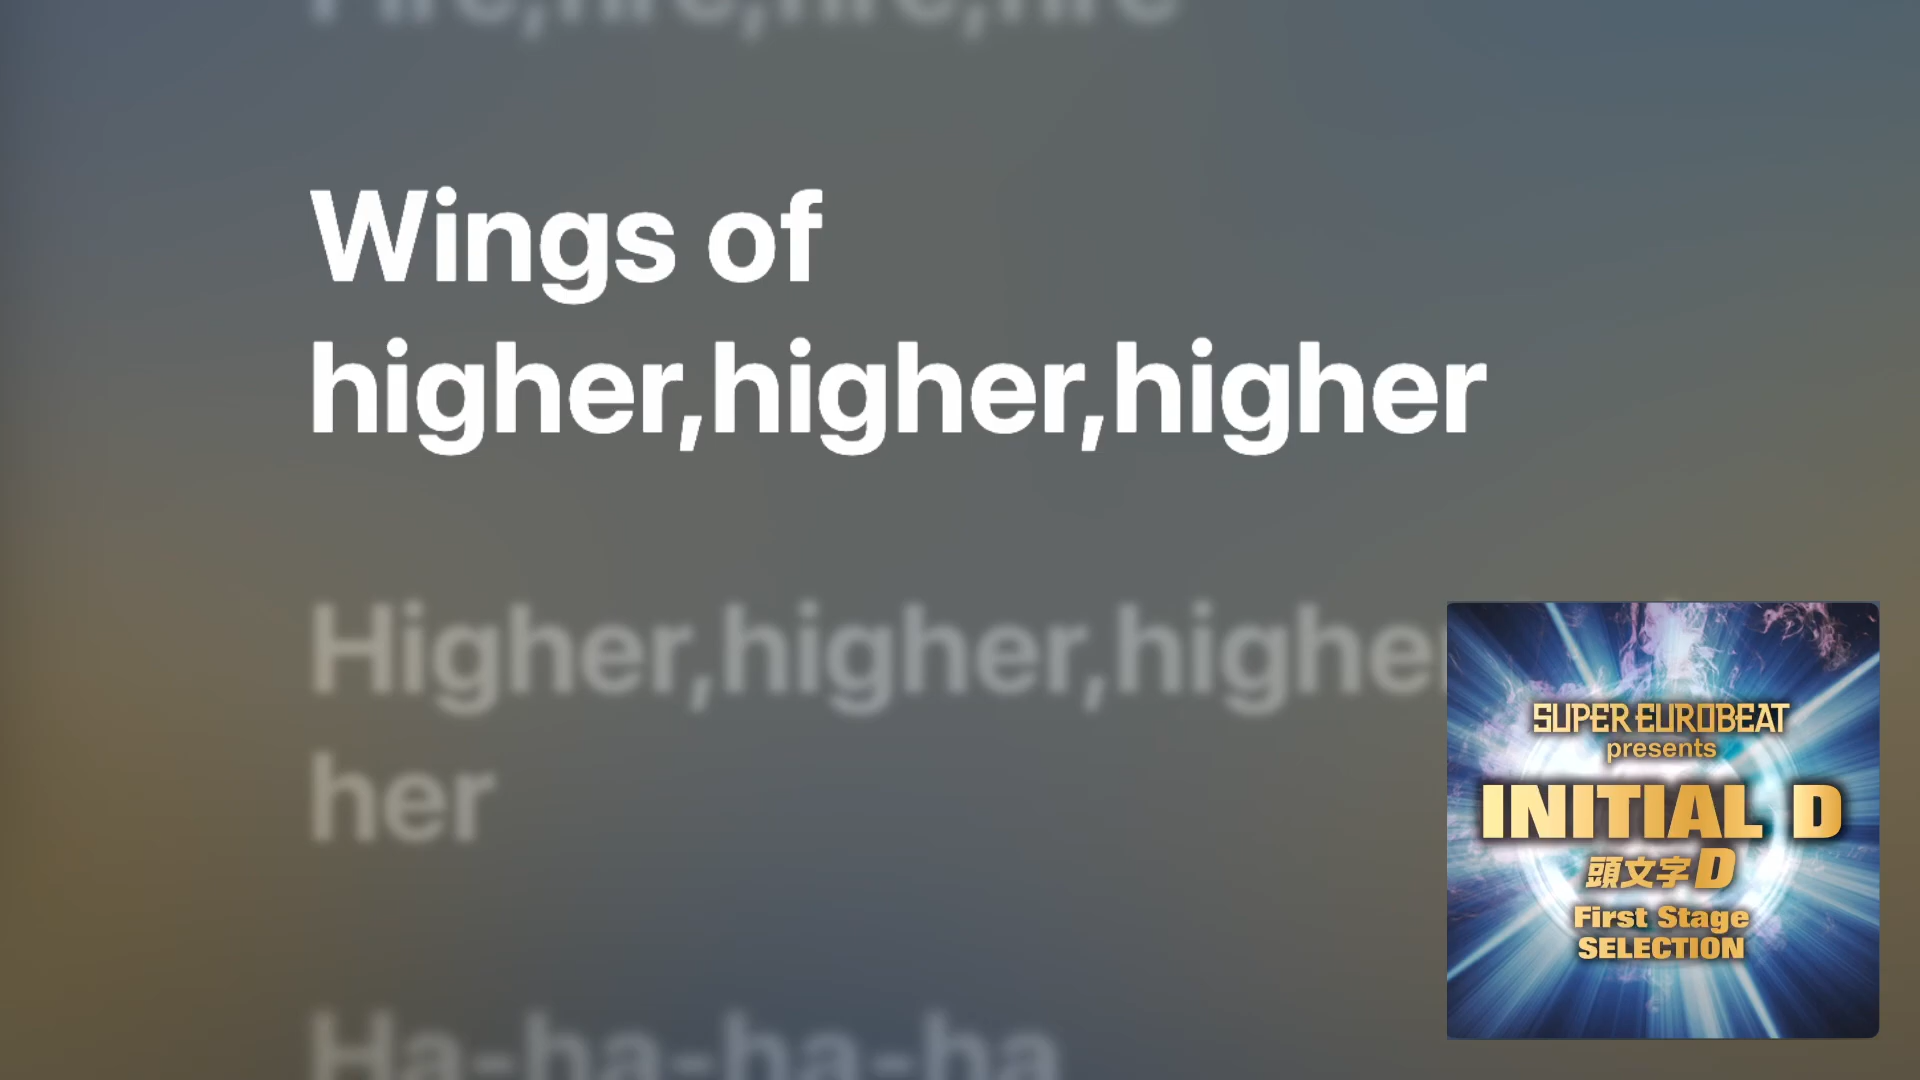 Wings of
higher,higher,higher
Higher,higher,higher
her
Ha-ha-ha-ha
SUPER EUROBEAT
presents
INITIAL D
頭文字D
First Stage
SELECTION